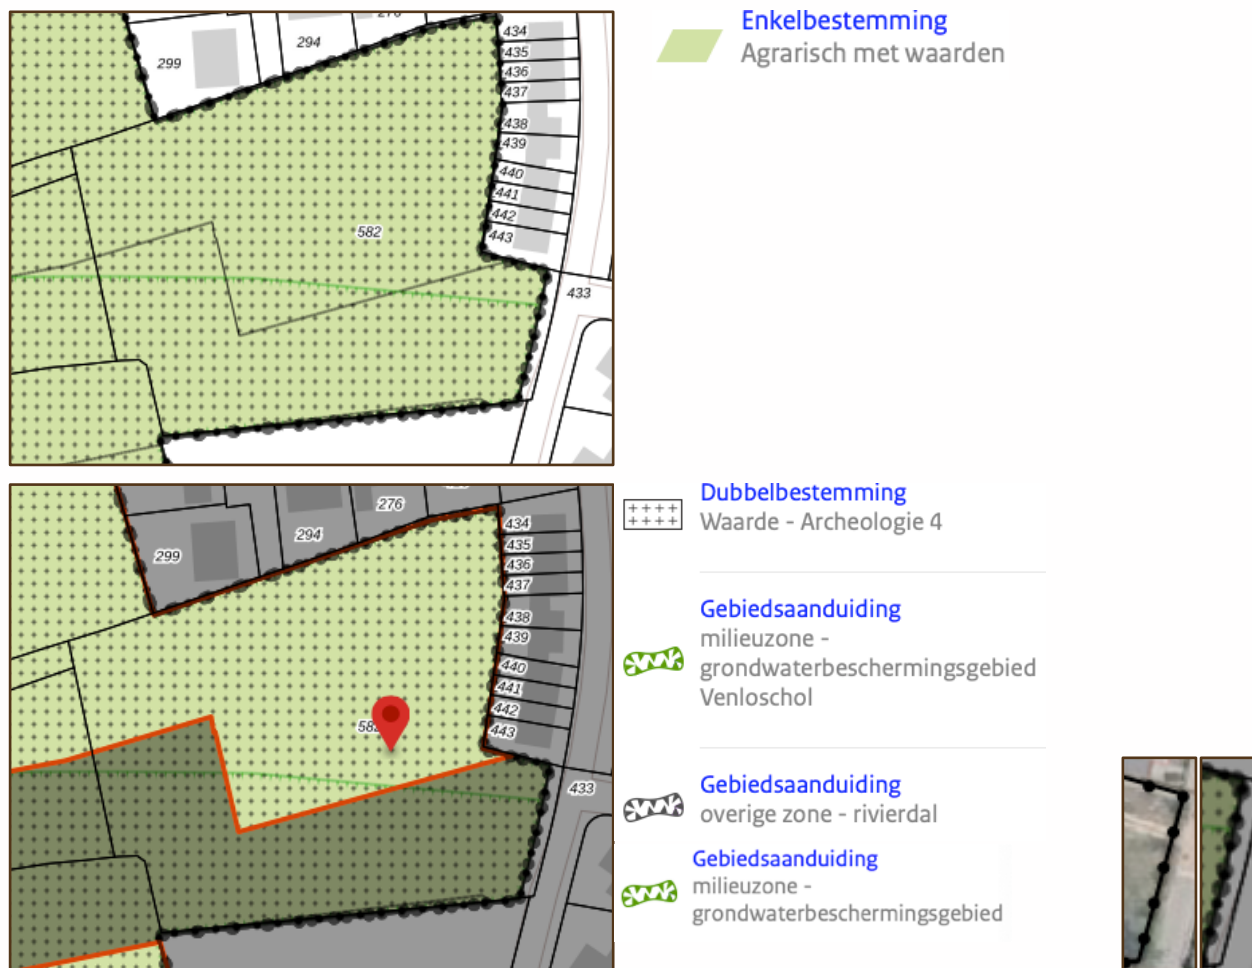 276
294
299
434
435
436
437
438
439
440
441
442
443
582
433
Enkelbestemming
Agrarisch met waarden
276
294
299
434
435
436
437
438
439
440
441
442
443
433
Dubbelbestemming
Waarde - Archeologie 4
Gebiedsaanduiding
milieuzone -
grondwaterbeschermingsgebied
Venloschol
Gebiedsaanduiding
overige zone - rivierdal
Gebiedsaanduiding
milieuzone -
grondwaterbeschermingsgebied